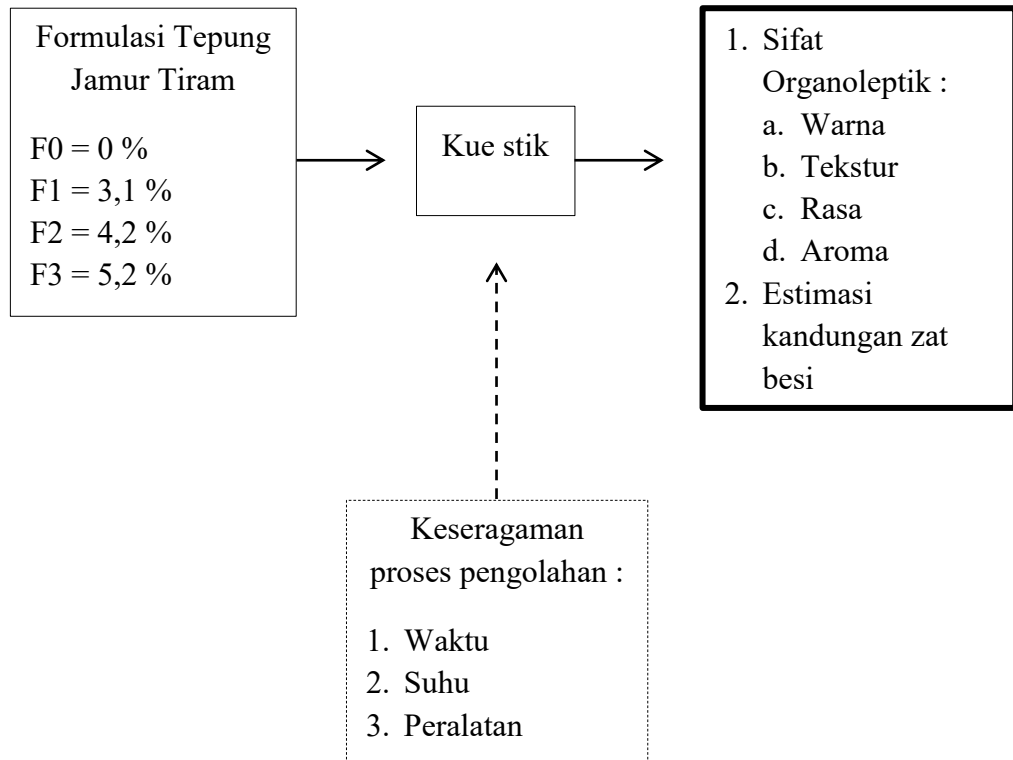 Formulasi Tepung
Jamur Tiram
F0 = 0 %
F1 = 3,1 %
F2 = 4,2 %
F3 = 5,2 %
Kue stik
1. Sifat
Organoleptik :
a. Warna
b. Tekstur
c. Rasa
d. Aroma
2. Estimasi
kandungan zat
besi
Keseragaman
proses pengolahan :
1. Waktu
2. Suhu
3. Peralatan